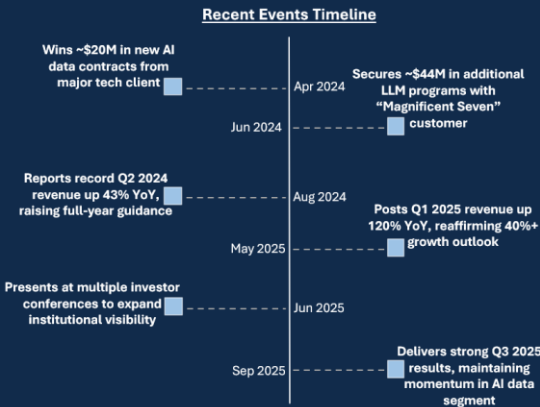 Recent Events Timeline
Wins ~$20M in new AI
data contracts from
major tech client
Apr 2024
Secures ~$44M in additional
LLM programs with
“Magnificent Seven”
customer
Jun 2024
Reports record Q2 2024
revenue up 43% YoY,
raising full-year guidance
Aug 2024
Posts Q1 2025 revenue up
120% YoY, reaffirming 40%+
growth outlook
May 2025
Presents at multiple investor
conferences to expand
institutional visibility
Jun 2025
Delivers strong Q3 2025
results, maintaining
momentum in AI data
segment
Sep 2025